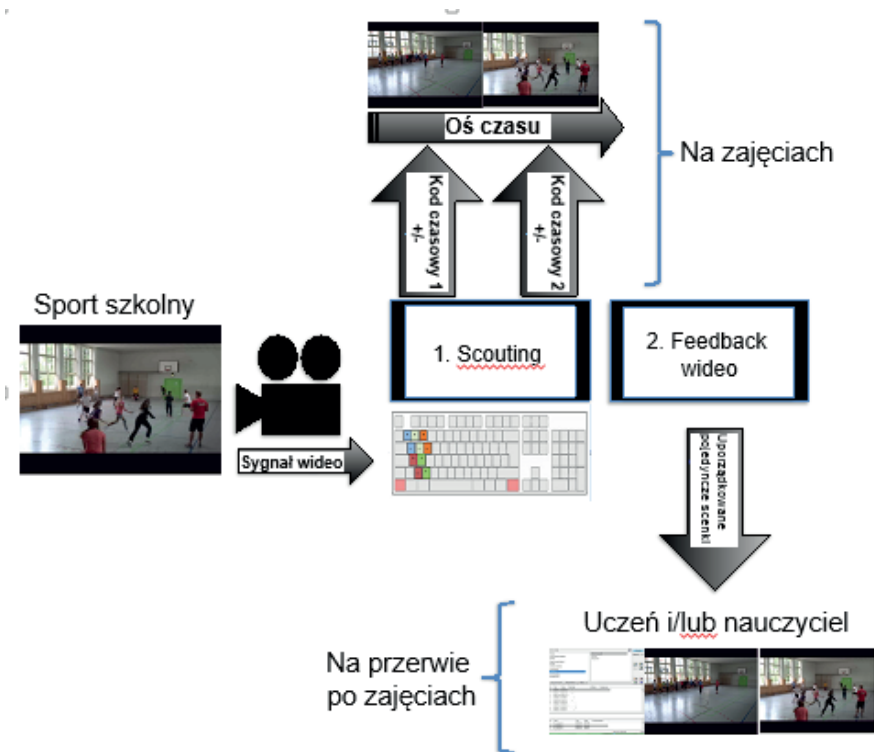 Oś czasu
Na zajęciach
Kod czasowy 1
+/-
Kod czasowy 2
+/-
Sport szkolny
1. Scouting
2. Feedback
wideo
Sygnał wideo
Uporządkowane
pojedyncze scenki
Uczeń i/lub nauczyciel
Na przerwie
po zajęciach